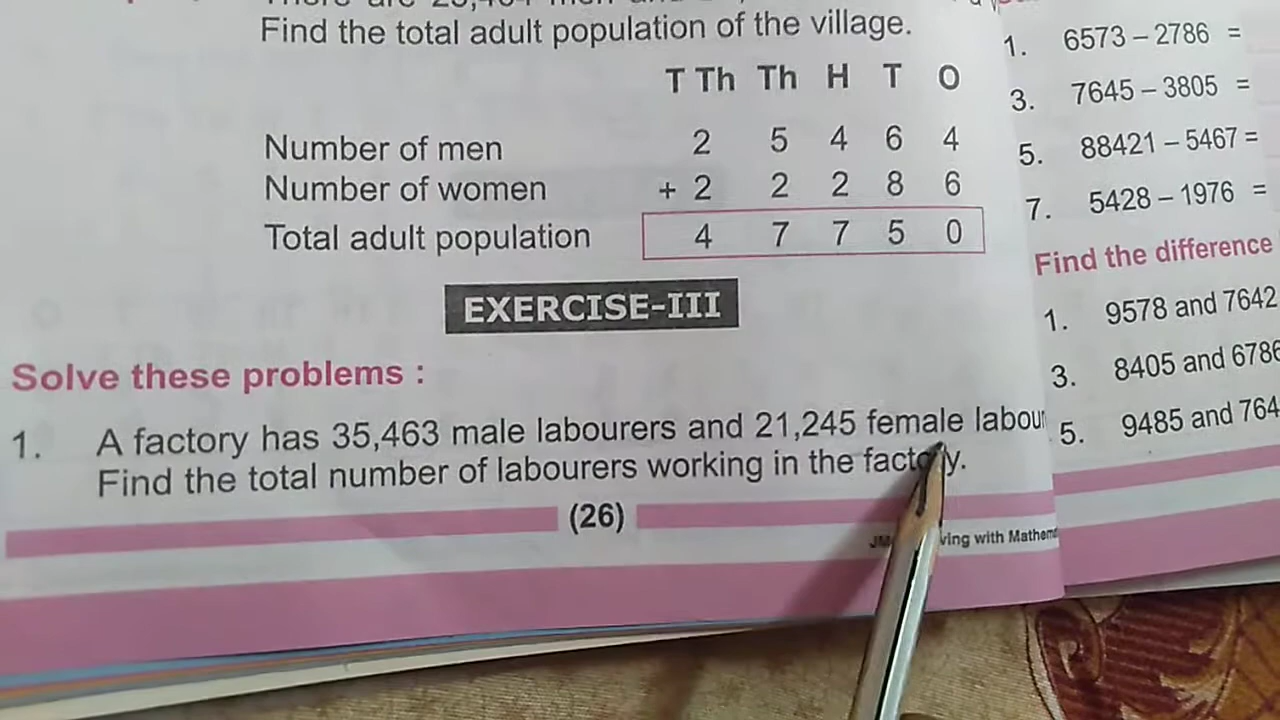 Find the total adult population of the village.
T Th Th H T O
Number of men 2 5 4 6 4
Number of women + 2 2 2 8 6
Total adult population 4 7 7 5 0
EXERCISE-III
Solve these problems :
1. A factory has 35,463 male labourers and 21,245 female labour
Find the total number of labourers working in the factory.
(26)
ving with Mathem
1. 6573 – 2786 =
3. 7645 – 3805 =
5. 88421 – 5467 =
7. 5428 – 1976 =
Find the difference
1. 9578 and 7642
3. 8405 and 6786
5. 9485 and 764